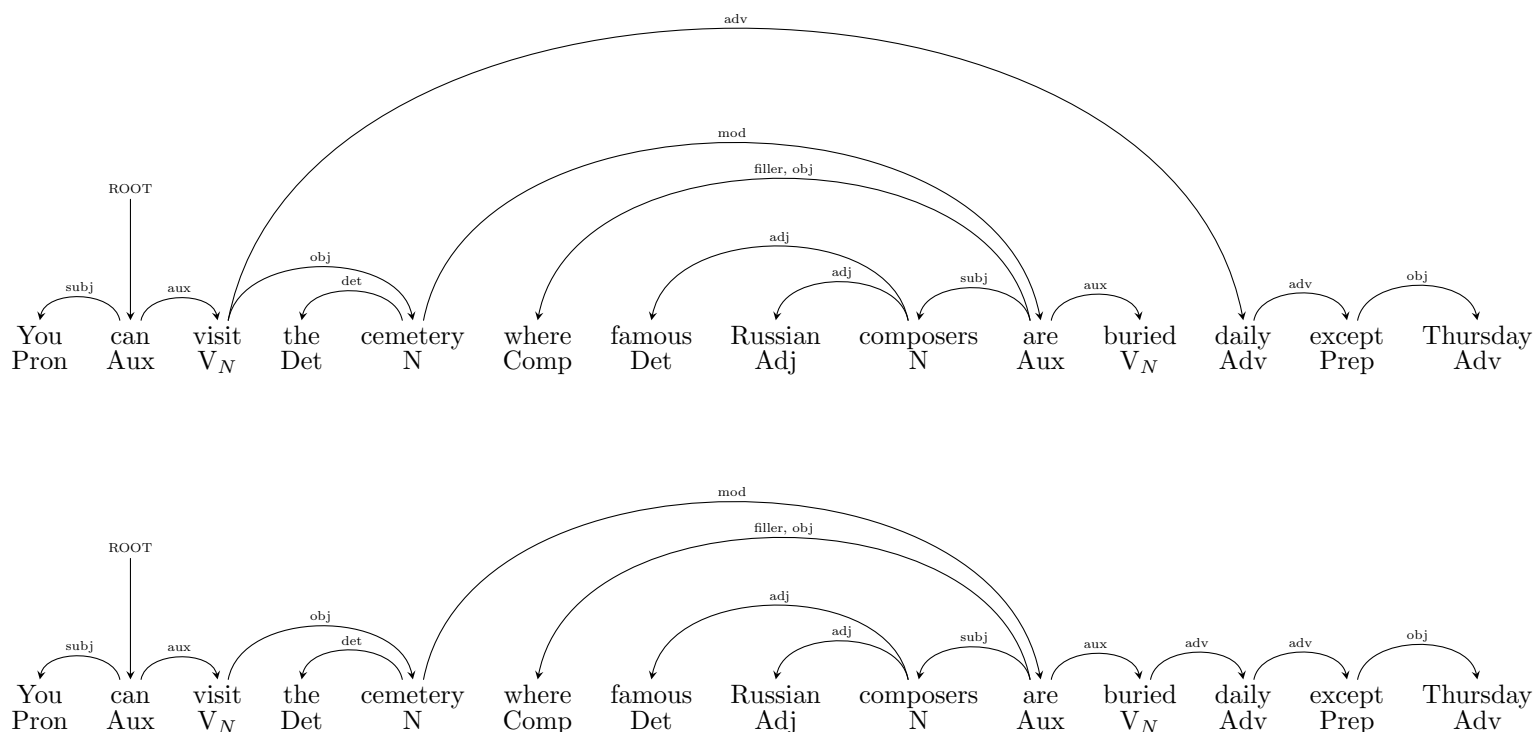 adv
mod
filler, obj
ROOT
adj
obj
adj
subj aux det subj aux adv obj
You can visit the cemetery where famous Russian composers are buried daily except Thursday
Pron Aux V_N Det N Comp Det Adj N Aux V_N Adv Prep Adv
mod
filler, obj
ROOT
adj
obj
subj aux det adj subj aux adv adv obj
You can visit the cemetery where famous Russian composers are buried daily except Thursday
Pron Aux V_N Det N Comp Det Adj N Aux V_N Adv Prep Adv